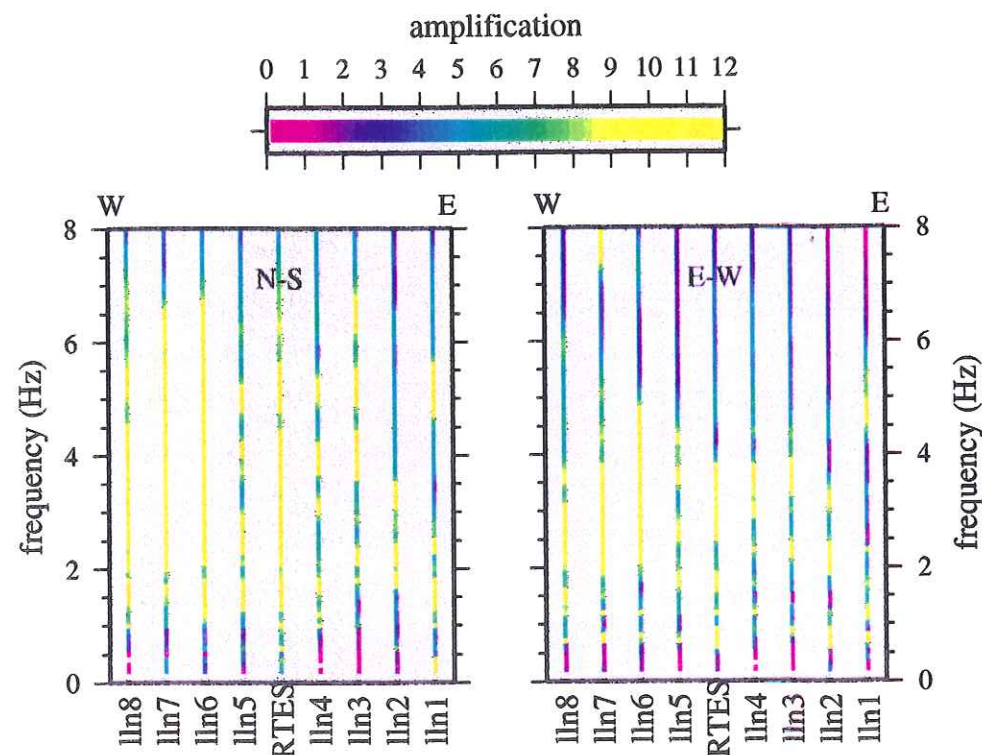 amplification
0 1 2 3 4 5 6 7 8 9 10 11 12
W E
W E
N-S
E-W
8
6
4
2
0
8
6
4
2
0
frequency (Hz)
frequency (Hz)
lln8 lln7 lln6 lln5 RTES lln4 lln3 lln2 lln1
lln8 lln7 lln6 lln5 RTES lln4 lln3 lln2 lln1